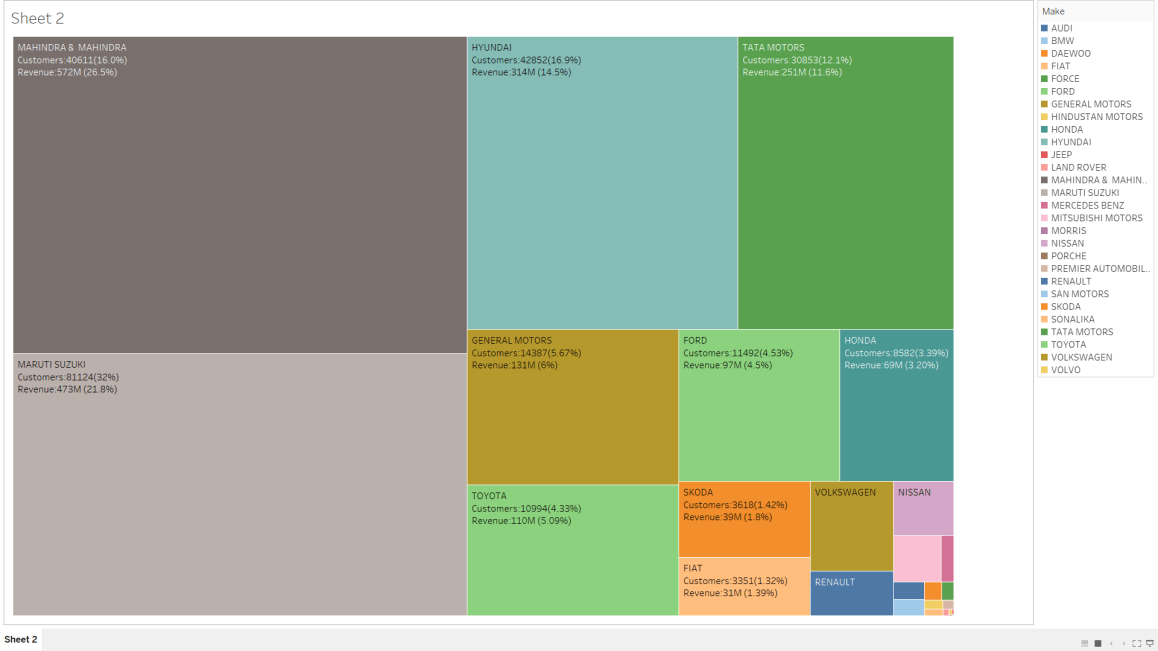 Sheet 2
MAHINDRA & MAHINDRA
Customers:40611(16.0%)
Revenue:572M (26.5%)
HYUNDAI
Customers:42852(16.9%)
Revenue:314M (14.5%)
TATA MOTORS
Customers:30853(12.1%)
Revenue:251M (11.6%)
MARUTI SUZUKI
Customers:81124(32%)
Revenue:473M (21.8%)
GENERAL MOTORS
Customers:14387(5.67%)
Revenue:131M (6%)
FORD
Customers:11492(4.53%)
Revenue:97M (4.5%)
HONDA
Customers:8582(3.39%)
Revenue:69M (3.20%)
TOYOTA
Customers:10994(4.33%)
Revenue:110M (5.09%)
SKODA
Customers:3618(1.42%)
Revenue:39M (1.8%)
VOLKSWAGEN
NISSAN
FIAT
Customers:3351(1.32%)
Revenue:31M (1.39%)
RENAULT
Make
AUDI
BMW
DAEWOO
FIAT
FORCE
FORD
GENERAL MOTORS
HINDUSTAN MOTORS
HONDA
HYUNDAI
JEEP
LAND ROVER
MAHINDRA & MAHIN..
MARUTI SUZUKI
MERCEDES BENZ
MITSUBISHI MOTORS
MORRIS
NISSAN
PORCHE
PREMIER AUTOMOBIL..
RENAULT
SAN MOTORS
SKODA
SONALIKA
TATA MOTORS
TOYOTA
VOLKSWAGEN
VOLVO
Sheet 2